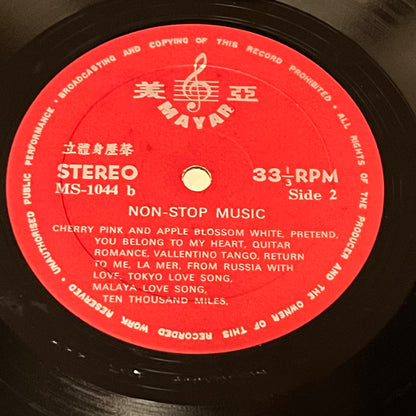 · UNAUTHORISED PUBLIC PERFORMANCE · BROADCASTING AND COPYING OF THIS RECORD PROHIBITED · ALL RIGHTS OF THE PRODUCER AND THE OWNER OF THIS RECORDED WORK RESERVED
美亞
MAYAR
立體身歷聲
STEREO
MS-1044 b
33⅓RPM
Side 2
NON-STOP MUSIC
CHERRY PINK AND APPLE BLOSSOM WHITE, PRETEND,
YOU BELONG TO MY HEART, QUITAR
ROMANCE, VALLENTINO TANGO, RETURN
TO ME, LA MER, FROM RUSSIA WITH
LOVE, TOKYO LOVE SONG,
MALAYA LOVE SONG,
TEN THOUSAND MILES,